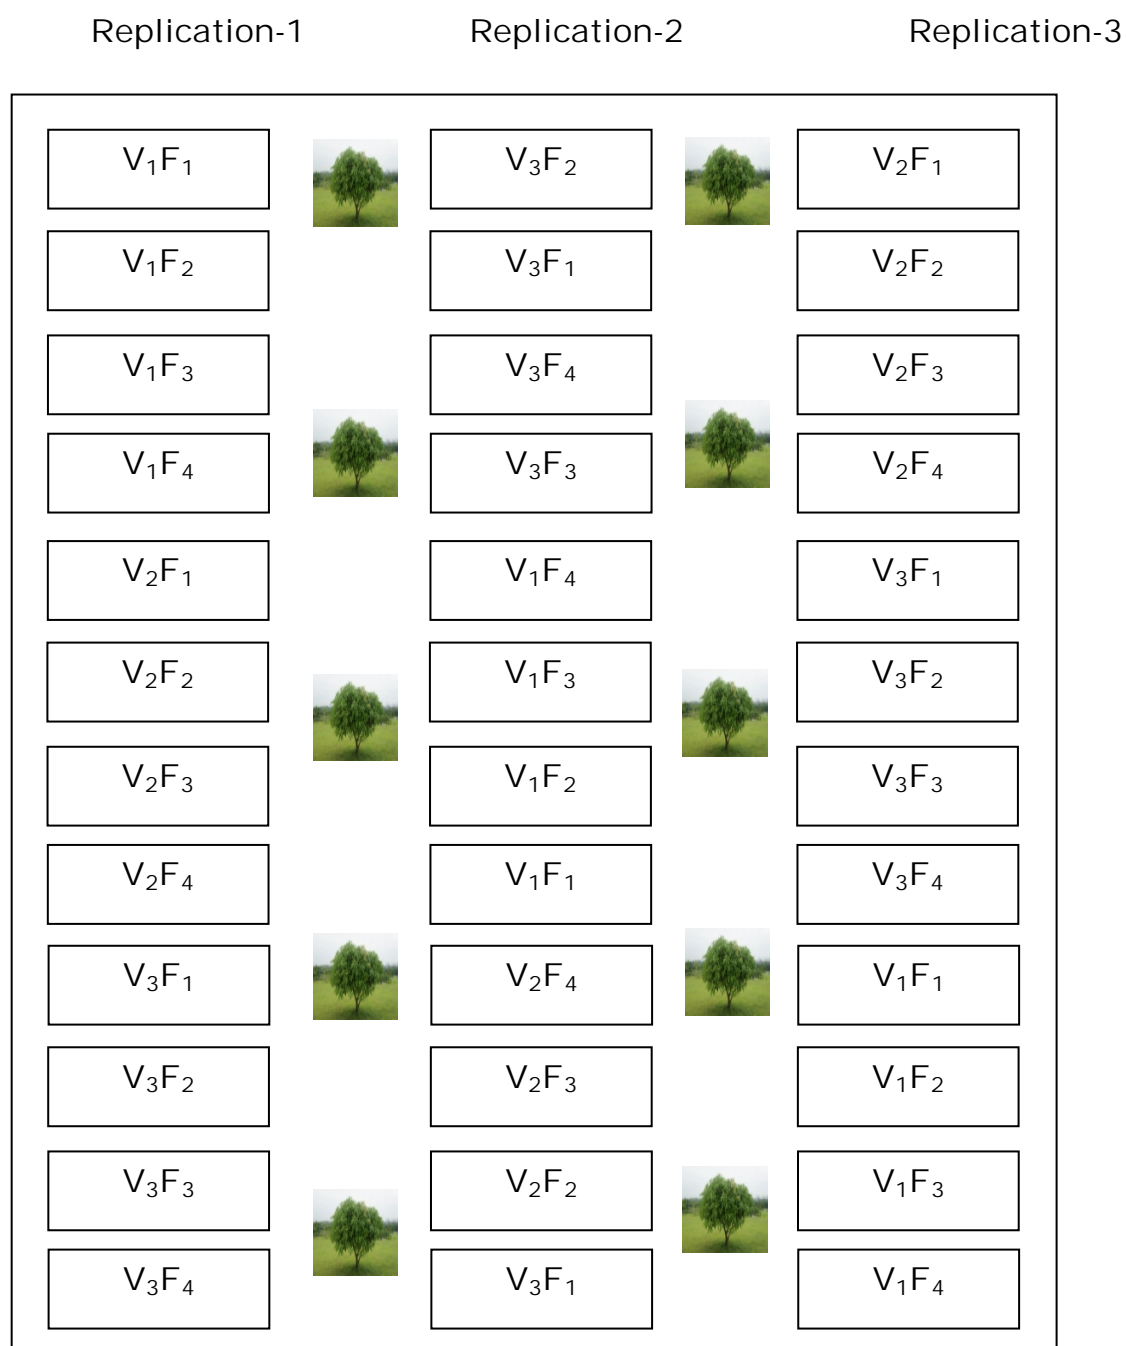 Replication-1 Replication-2 Replication-3
V₁F₁ V₃F₂ V₂F₁
V₁F₂ V₃F₁ V₂F₂
V₁F₃ V₃F₄ V₂F₃
V₁F₄ V₃F₃ V₂F₄
V₂F₁ V₁F₄ V₃F₁
V₂F₂ V₁F₃ V₃F₂
V₂F₃ V₁F₂ V₃F₃
V₂F₄ V₁F₁ V₃F₄
V₃F₁ V₂F₄ V₁F₁
V₃F₂ V₂F₃ V₁F₂
V₃F₃ V₂F₂ V₁F₃
V₃F₄ V₃F₁ V₁F₄